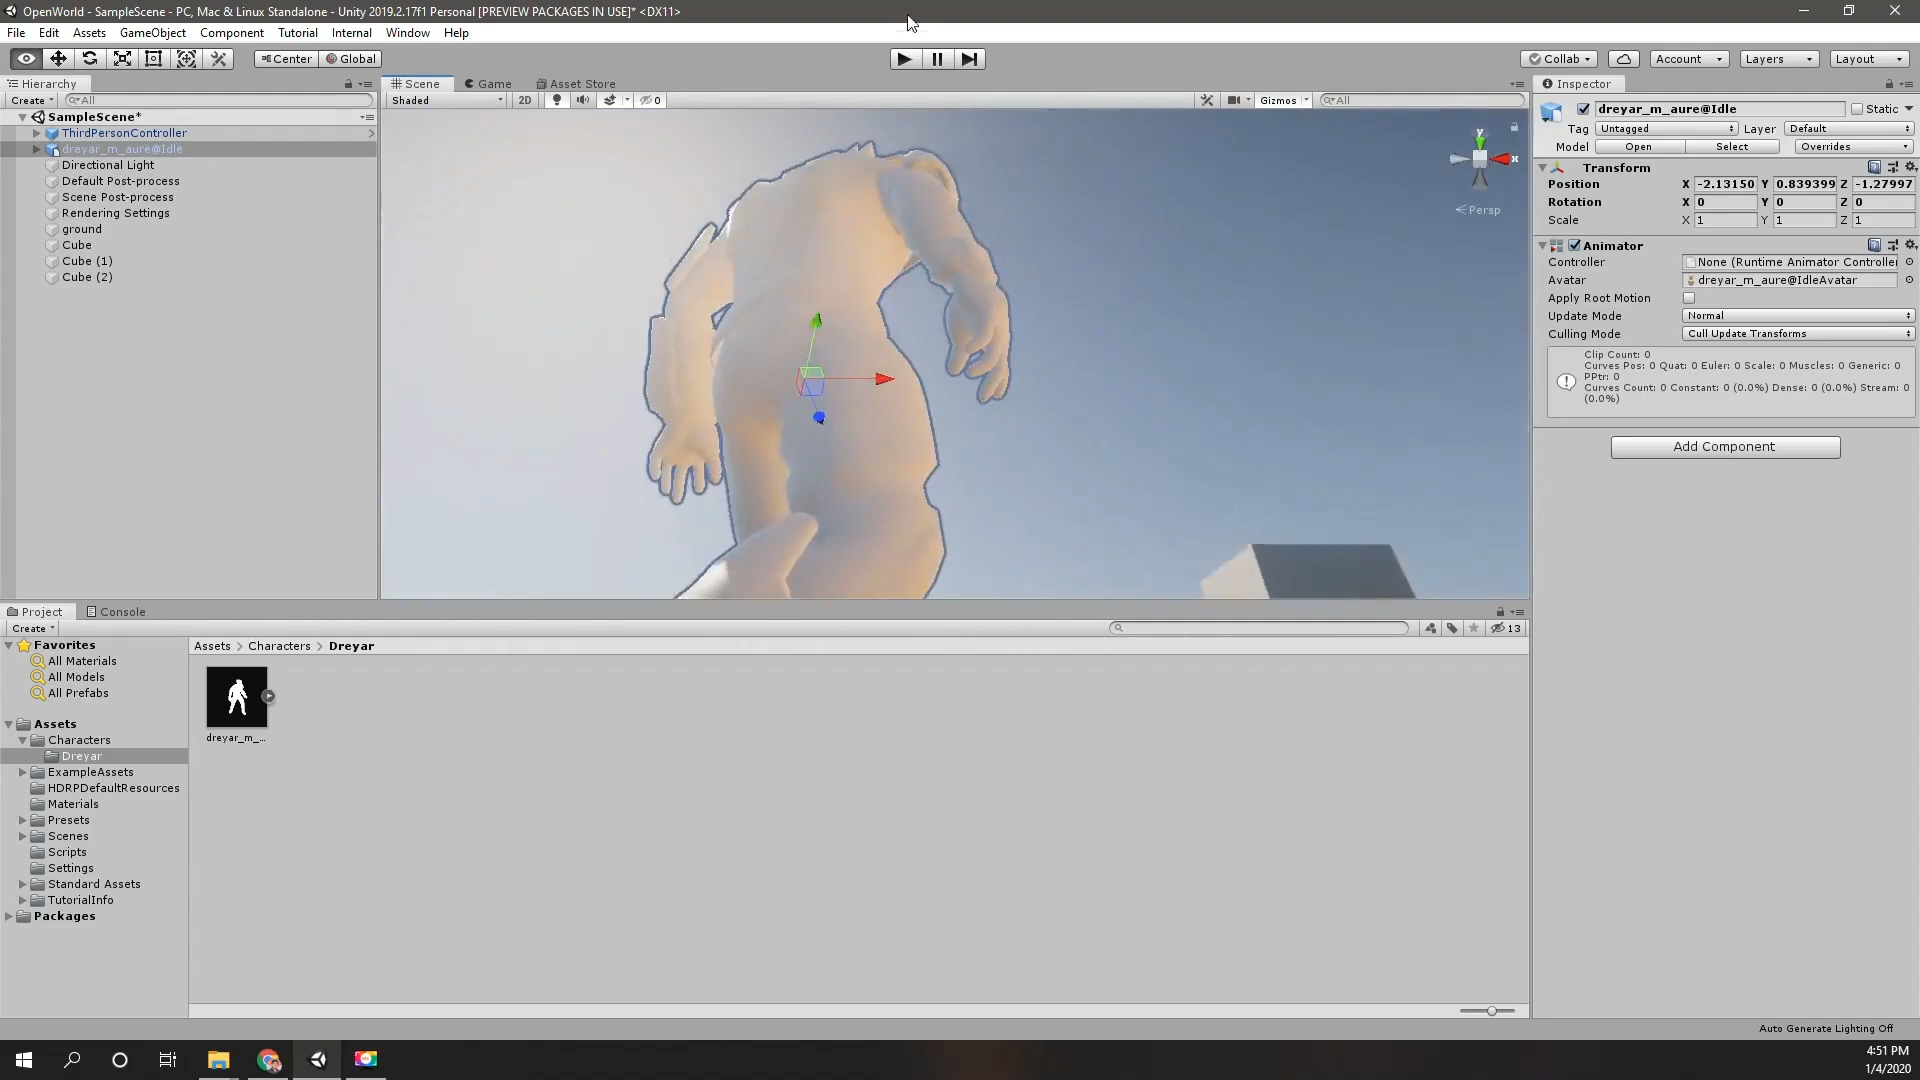 OpenWorld - SampleScene - PC, Mac & Linux Standalone - Unity 2019.2.17f1 Personal [PREVIEW PACKAGES IN USE]* <DX11>
File Edit Assets GameObject Component Tutorial Internal Window Help
Center Global Collab Account Layers Layout
Hierarchy Scene Game Asset Store Inspector
Create All Shaded 2D 0 Gizmos All
dreyar_m_aure@Idle Static
SampleScene*
ThirdPersonController
dreyar_m_aure@Idle
Directional Light
Default Post-process
Scene Post-process
Rendering Settings
ground
Cube
Cube (1)
Cube (2)
y
x
Persp
Tag Untagged Layer Default
Model Open Select Overrides
Transform
Position X -2.13150 Y 0.839399 Z -1.27997
Rotation X 0 Y 0 Z 0
Scale X 1 Y 1 Z 1
Animator
Controller None (Runtime Animator Controller
Avatar dreyar_m_aure@IdleAvatar
Apply Root Motion
Update Mode Normal
Culling Mode Cull Update Transforms
Clip Count: 0
Curves Pos: 0 Quat: 0 Euler: 0 Scale: 0 Muscles: 0 Generic: 0
PPtr: 0
Curves Count: 0 Constant: 0 (0.0%) Dense: 0 (0.0%) Stream: 0
(0.0%)
Add Component
Project Console
Create 13
Favorites
All Materials
All Models
All Prefabs
Assets
Characters
Dreyar
ExampleAssets
HDRPDefaultResources
Materials
Presets
Scenes
Scripts
Settings
Standard Assets
TutorialInfo
Packages
Assets > Characters > Dreyar
dreyar_m_...
Auto Generate Lighting Off
4:51 PM
1/4/2020